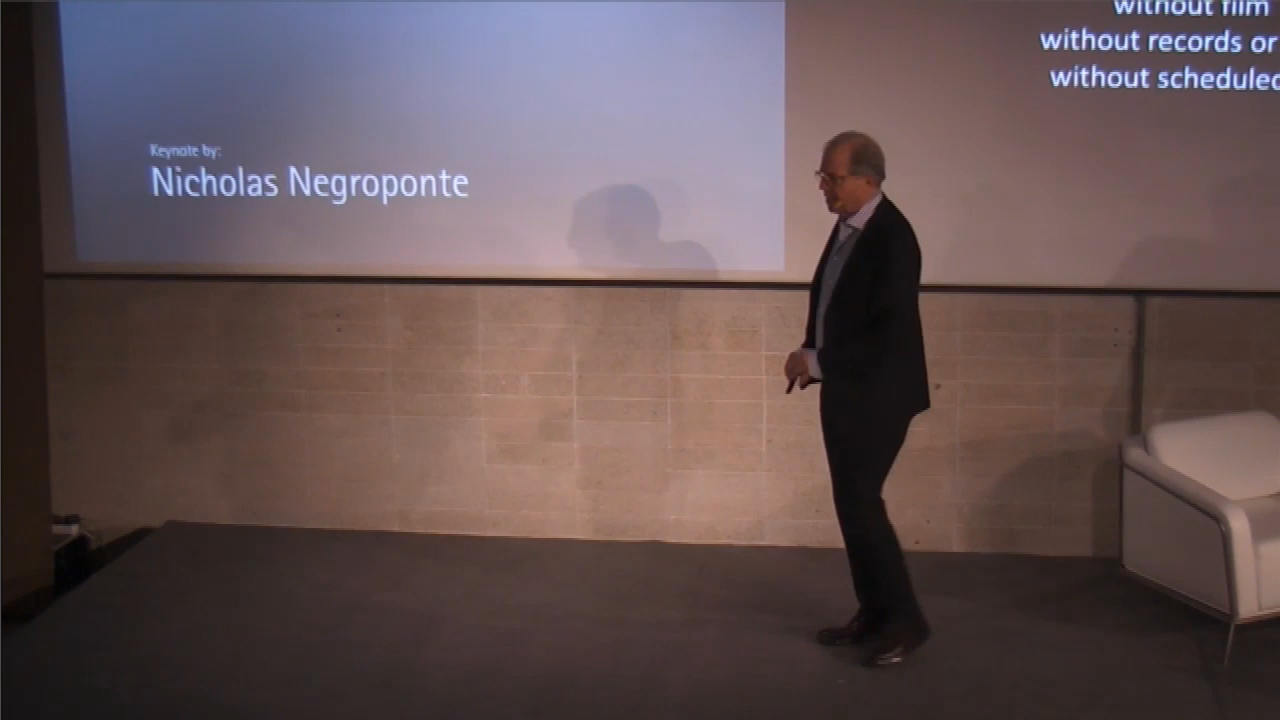 Keynote by:
Nicholas Negroponte
without film
without records or
without scheduled